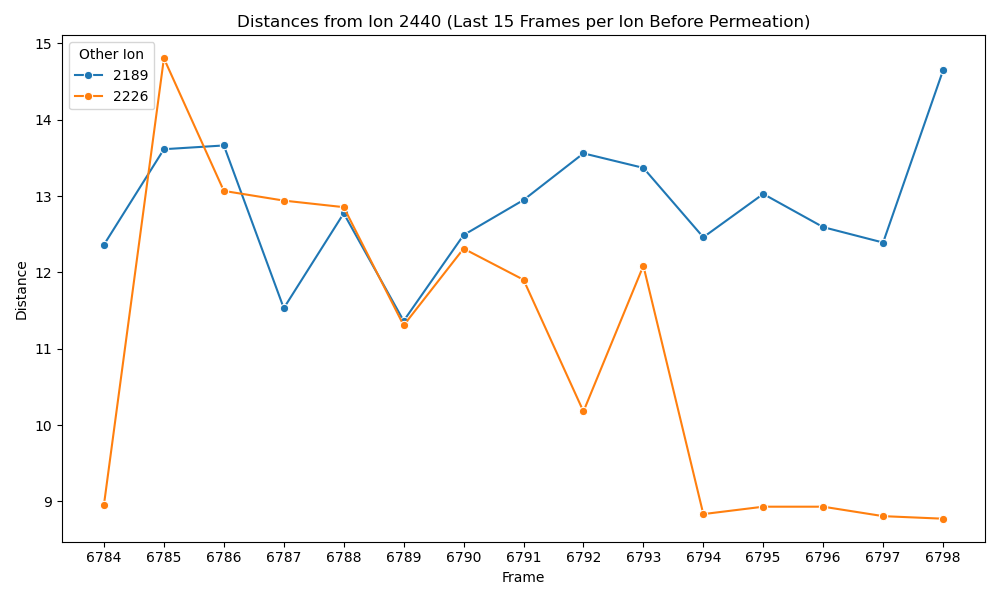 Distances from Ion 2440 (Last 15 Frames per Ion Before Permeation)
Other Ion
2189
2226
15
14
13
12
11
10
9
Distance
6784 6785 6786 6787 6788 6789 6790 6791 6792 6793 6794 6795 6796 6797 6798
Frame